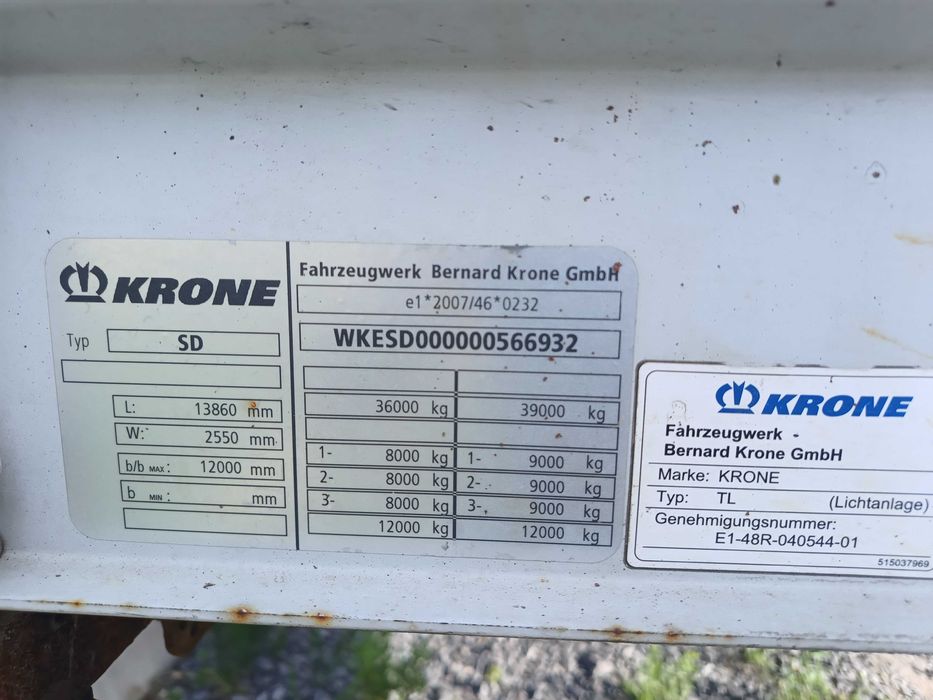 KRONE
Typ SD
L: 13860 mm
W: 2550 mm
b/b MAX: 12000 mm
b MIN: mm
Fahrzeugwerk Bernard Krone GmbH
e1*2007/46*0232
WKESD000000566932
36000 kg 39000 kg
1- 8000 kg 1- 9000 kg
2- 8000 kg 2- 9000 kg
3- 8000 kg 3- 9000 kg
12000 kg 12000 kg
KRONE
Fahrzeugwerk -
Bernard Krone GmbH
Marke: KRONE
Typ: TL (Lichtanlage)
Genehmigungsnummer:
E1-48R-040544-01
515037969